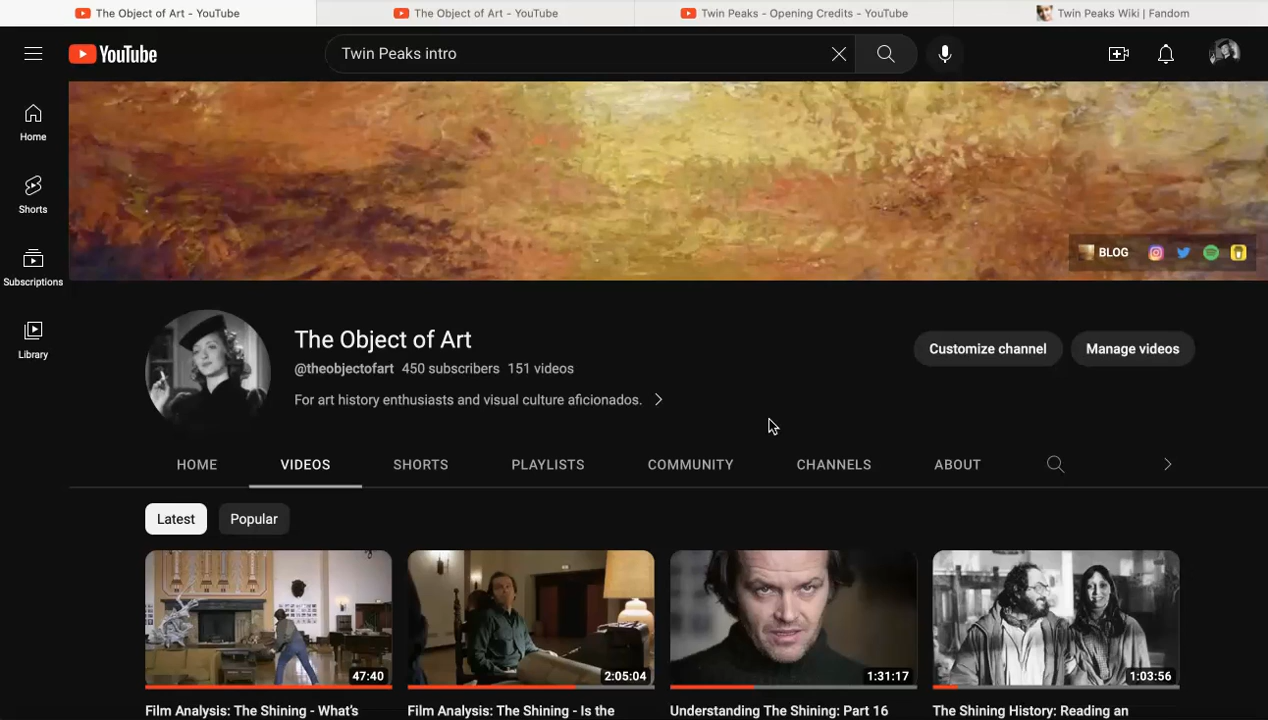 The Object of Art - YouTube
The Object of Art - YouTube
Twin Peaks - Opening Credits - YouTube
Twin Peaks Wiki | Fandom
YouTube
Twin Peaks intro
Home
Shorts
Subscriptions
Library
BLOG
The Object of Art
@theobjectofart 450 subscribers 151 videos
For art history enthusiasts and visual culture aficionados.
Customize channel
Manage videos
HOME
VIDEOS
SHORTS
PLAYLISTS
COMMUNITY
CHANNELS
ABOUT
Latest
Popular
47:40
2:05:04
1:31:17
1:03:56
Film Analysis: The Shining - What's
Film Analysis: The Shining - Is the
Understanding The Shining: Part 16
The Shining History: Reading an